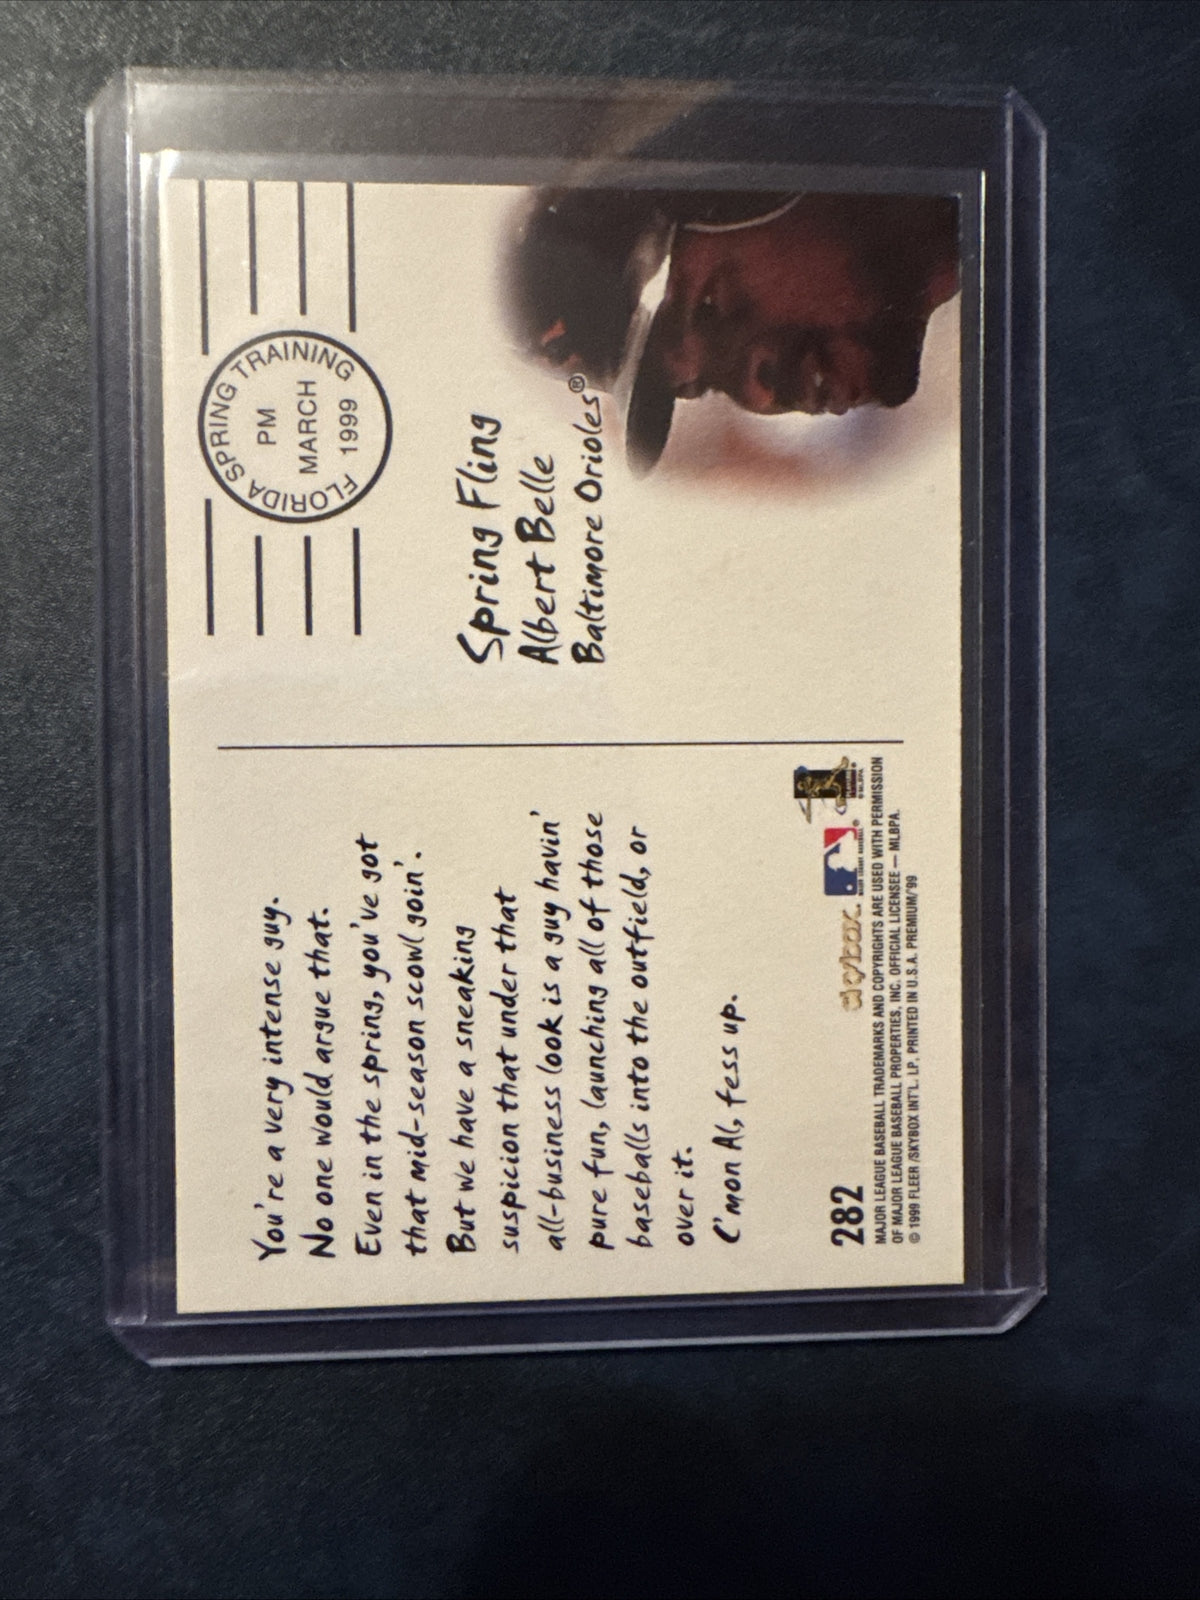 You're a very intense guy.
No one would argue that.
Even in the spring, you've got
that mid-season scowl goin'.
But we have a sneaking
suspicion that under that
all-business look is a guy havin'
pure fun, launching all of those
baseballs into the outfield, or
over it.
C'mon Al, fess up.
282
skybox
MAJOR LEAGUE BASEBALL TRADEMARKS AND COPYRIGHTS ARE USED WITH PERMISSION
OF MAJOR LEAGUE BASEBALL PROPERTIES, INC. OFFICIAL LICENSEE — MLBPA.
© 1999 FLEER /SKYBOX INT'L. LP, PRINTED IN U.S.A. PREMIUM/'99
FLORIDA SPRING TRAINING
PM
MARCH
1999
Spring Fling
Albert Belle
Baltimore Orioles®